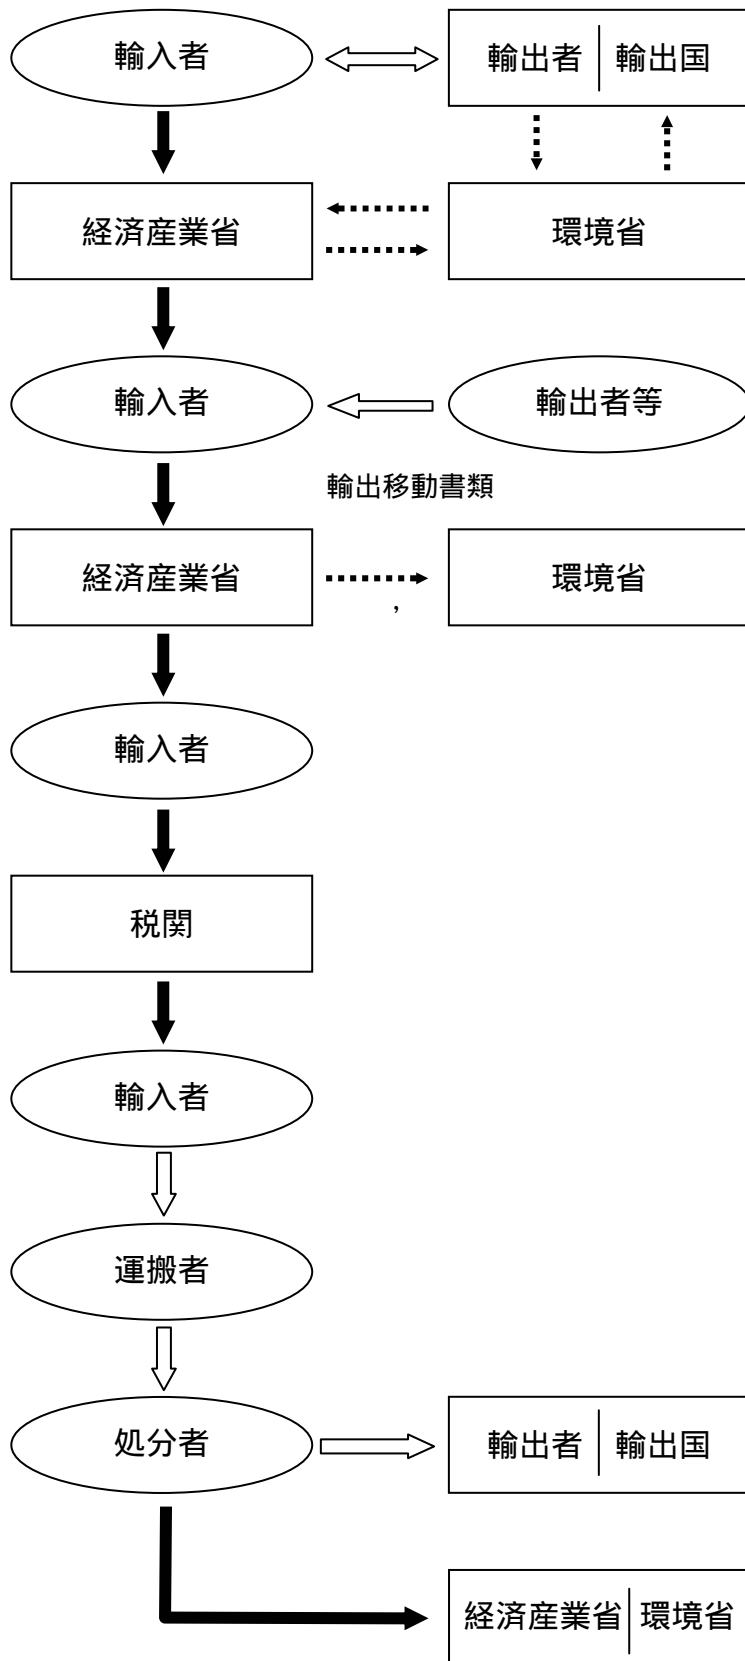 輸入者
輸出者 輸出国
経済産業省
環境省
輸入者
輸出者等
輸出移動書類
経済産業省
環境省
,
輸入者
税関
輸入者
運搬者
処分者
輸出者 輸出国
経済産業省 環境省